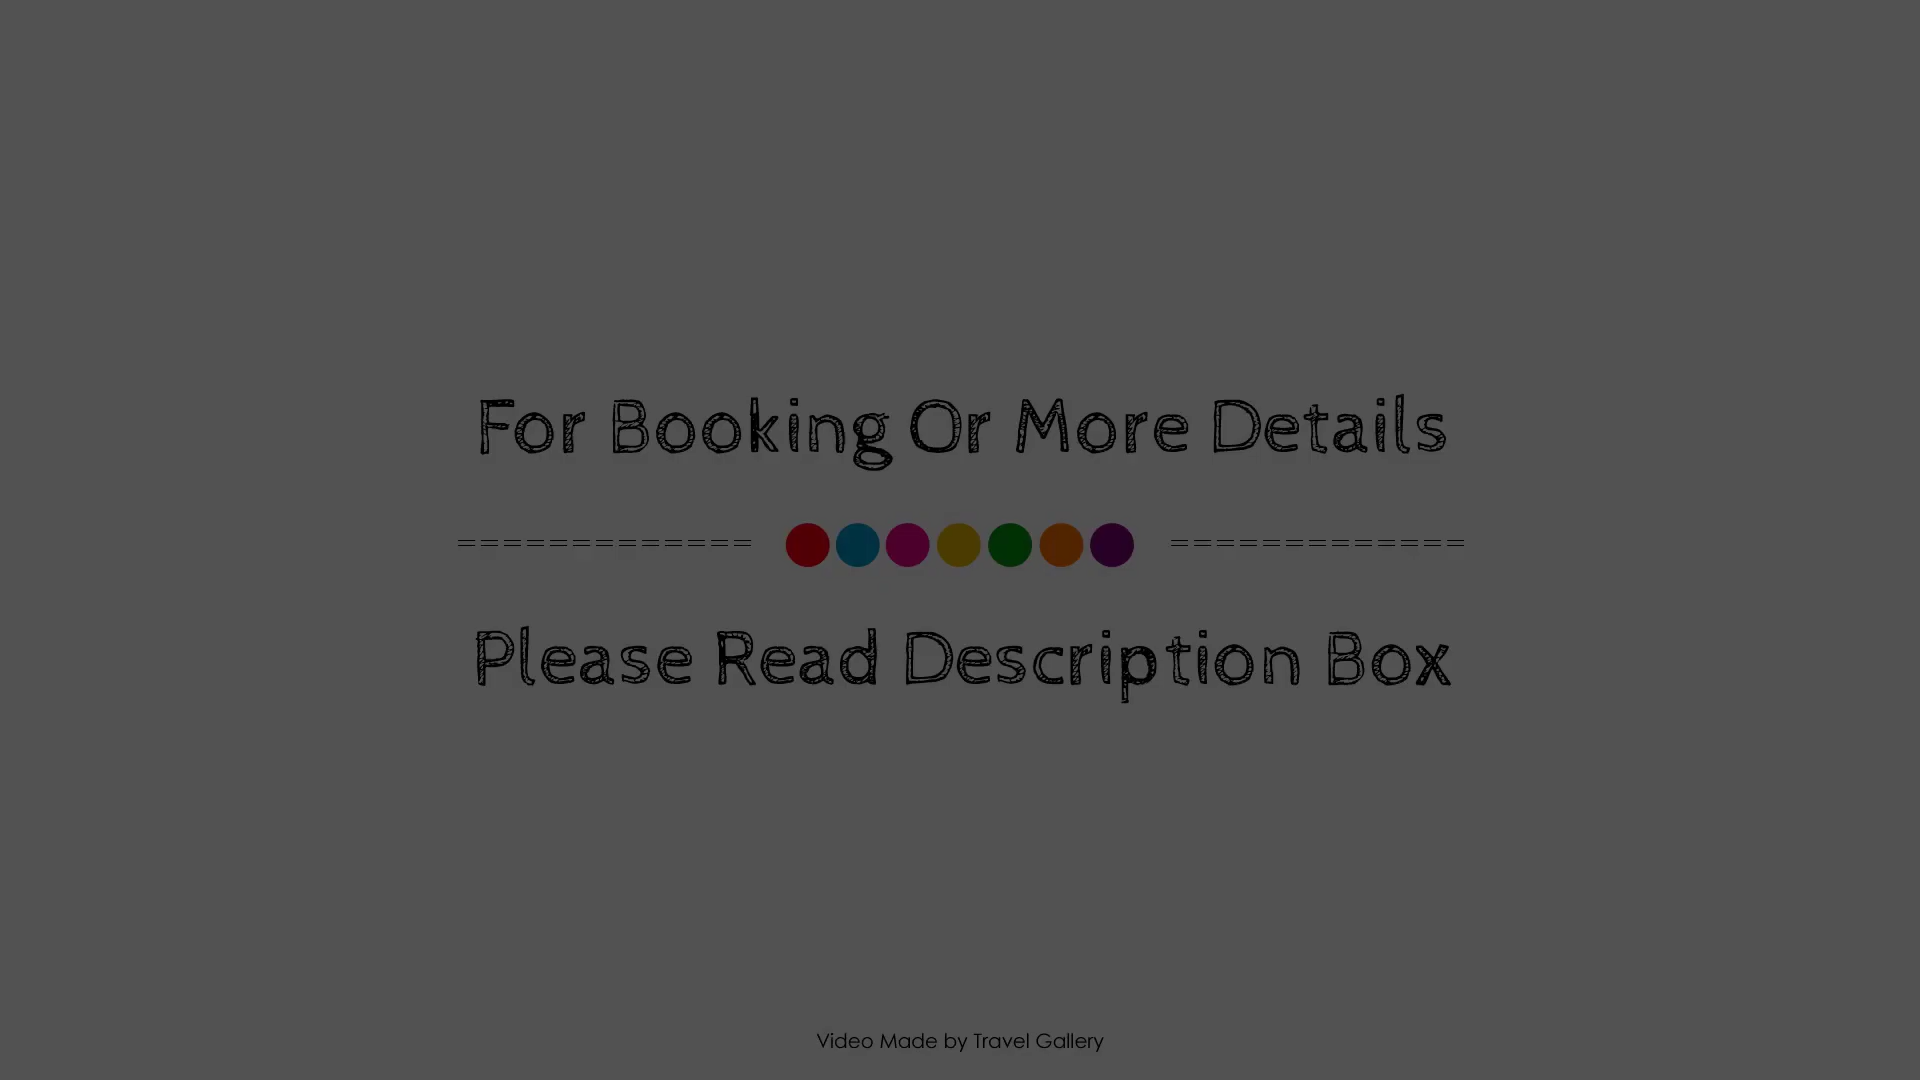 For Booking Or More Details
============= =============
Please Read Description Box
Video Made by Travel Gallery